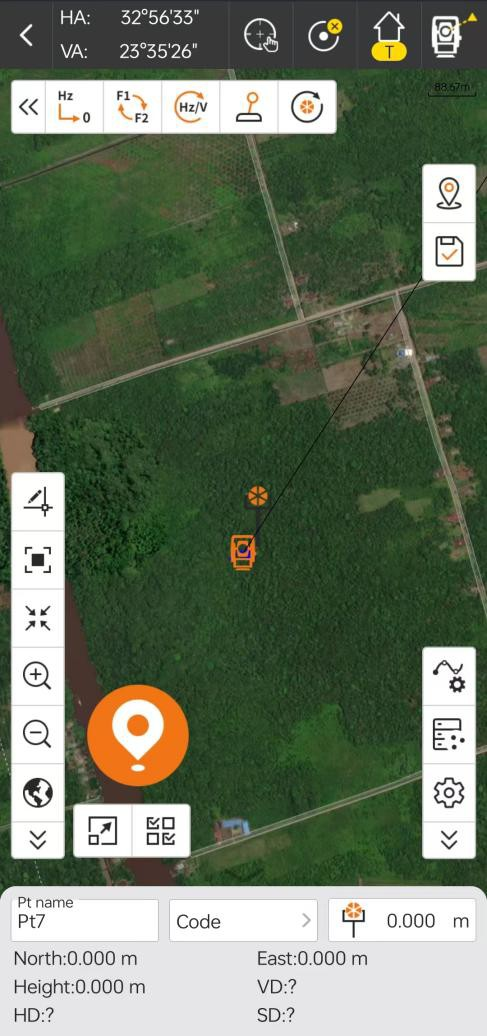 HA: 32°56'33"
VA: 23°35'26"
T
Hz
0
F1
F2
Hz/V
88.67m
Pt name
Pt7
Code
0.000 m
North:0.000 m
East:0.000 m
Height:0.000 m
VD:?
HD:?
SD:?